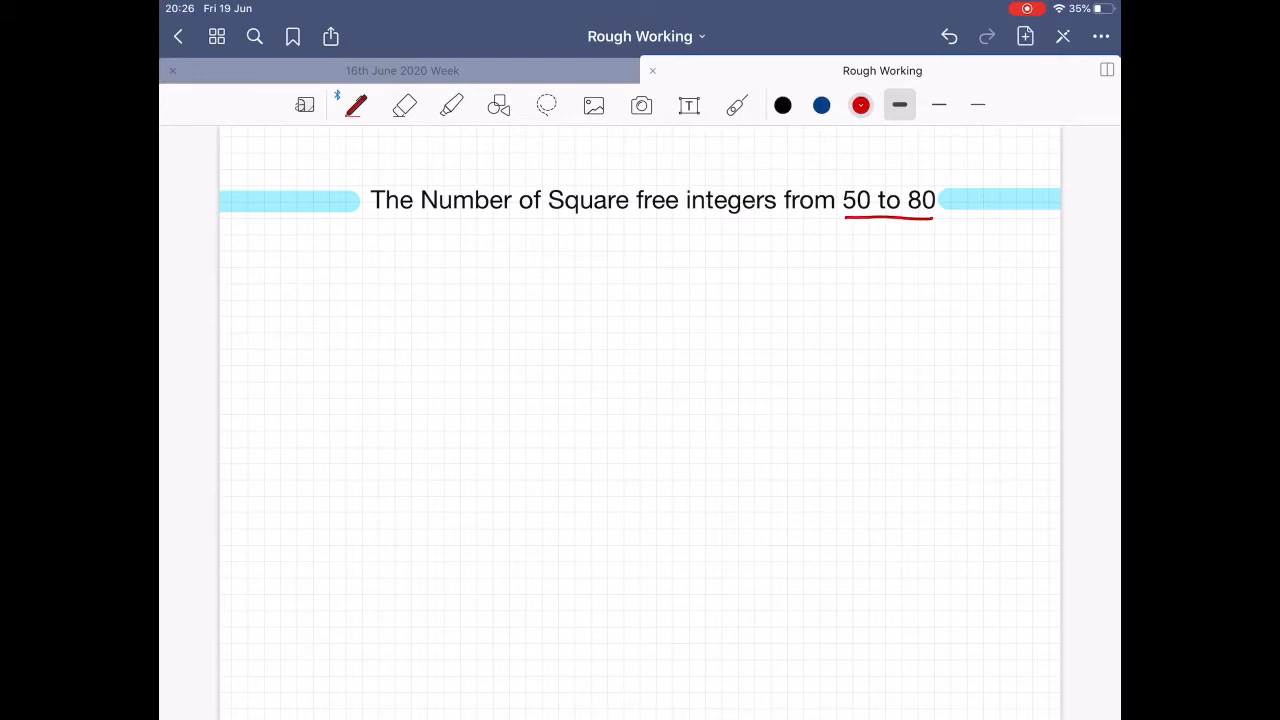 20:26 Fri 19 Jun 35%
Rough Working
16th June 2020 Week Rough Working
The Number of Square free integers from 50 to 80